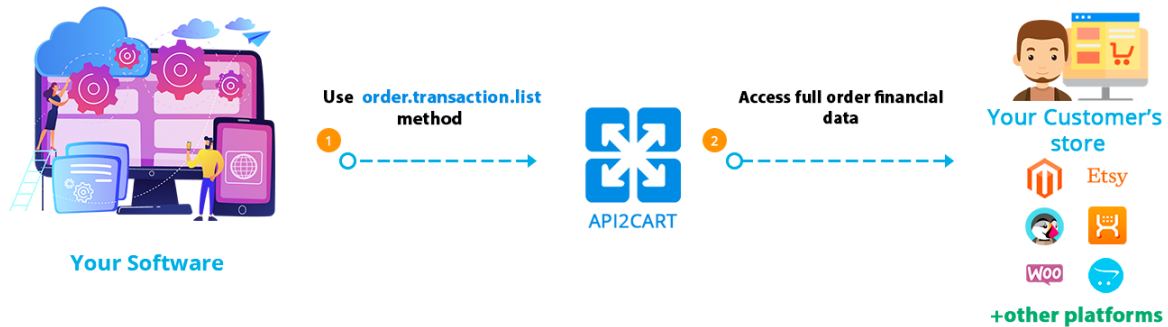 Use order.transaction.list
method
1
Access full order financial
data
2
API2CART
Your Software
Your Customer's
store
Etsy
WOO
+other platforms